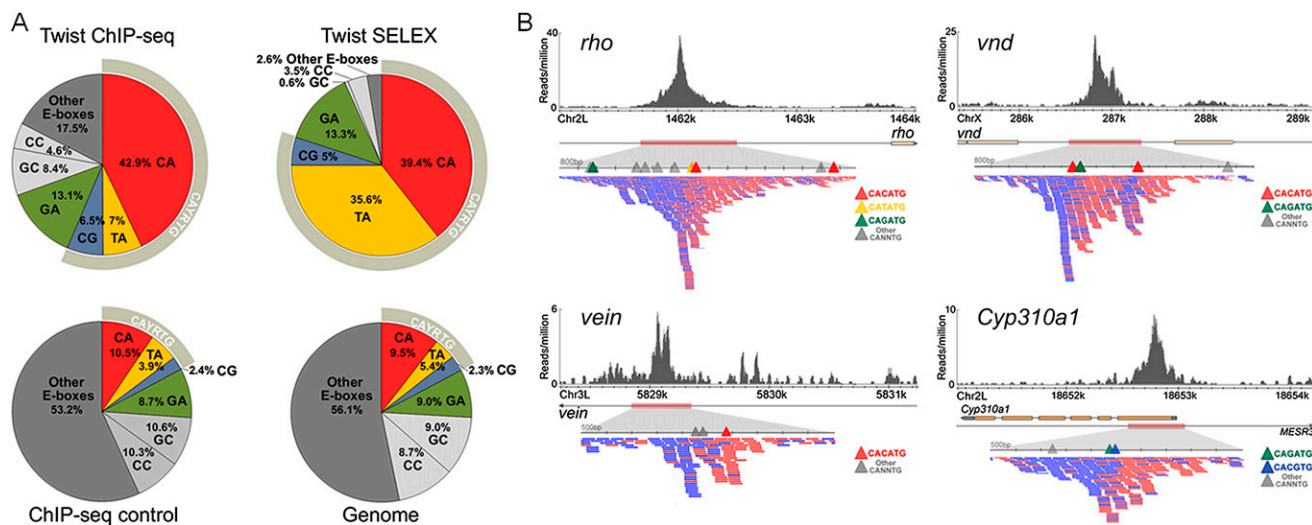 A
Twist ChIP-seq
Other
E-boxes
17.5%
CC
4.6%
GC 8.4%
13.1%
GA
6.5%
CG
7%
TA
42.9% CA
CAYRTG
Twist SELEX
2.6% Other E-boxes
3.5% CC
0.6% GC
GA
13.3%
CG 5%
35.6%
TA
39.4% CA
CAYRTG
CA
10.5%
TA
3.9%
2.4% CG
8.7% GA
10.6%
GC
10.3%
CC
Other
E-boxes
53.2%
CAYRTG
ChIP-seq control
CA
9.5%
TA
5.4%
2.3% CG
9.0% GA
9.0%
GC
8.7%
CC
Other
E-boxes
56.1%
CAYRTG
Genome
B
rho
40
Reads/million
0
Chr2L
1462k
1463k
1464k
rho
800bp
CACATG
CATATG
CAGATG
Other
CANNTG
vnd
25
Reads/million
0
ChrX
286k
287k
288k
289k
vnd
800bp
CACATG
CAGATG
Other
CANNTG
vein
6
Reads/million
0
Chr3L
5829k
5830k
5831k
vein
500bp
CACATG
Other
CANNTG
Cyp310a1
10
Reads/million
0
Chr2L
18652k
18653k
18654k
Cyp310a1
MESR3
500bp
CAGATG
CACGTG
Other
CANNTG